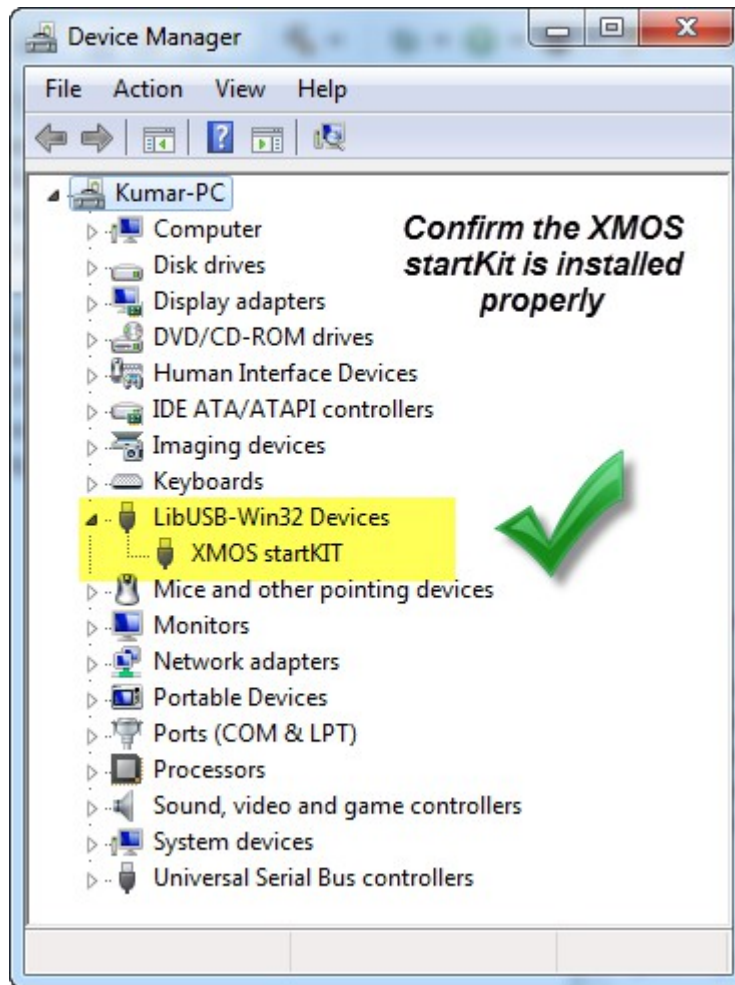 Device Manager
File Action View Help
Kumar-PC
Computer
Confirm the XMOS
startKit is installed
properly
Disk drives
Display adapters
DVD/CD-ROM drives
Human Interface Devices
IDE ATA/ATAPI controllers
Imaging devices
Keyboards
LibUSB-Win32 Devices
XMOS startKIT
Mice and other pointing devices
Monitors
Network adapters
Portable Devices
Ports (COM & LPT)
Processors
Sound, video and game controllers
System devices
Universal Serial Bus controllers